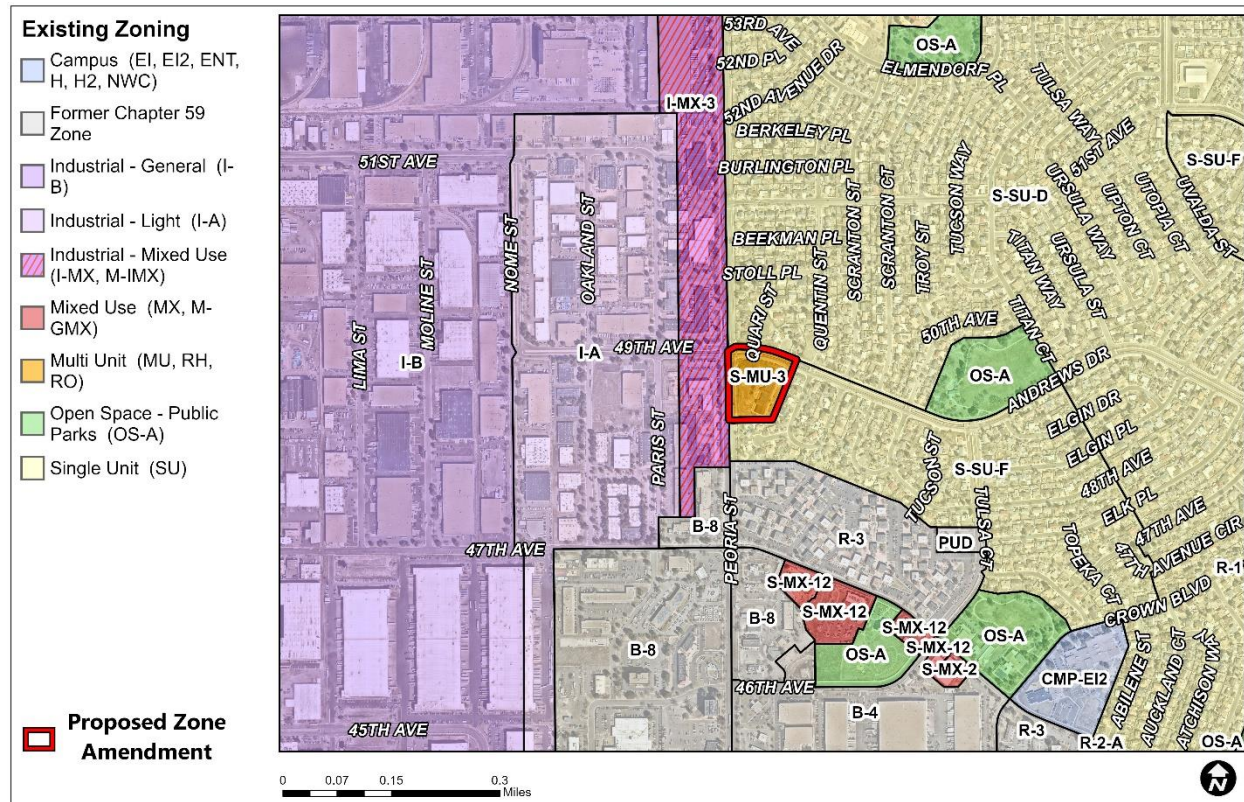 Existing Zoning
Campus (EI, EI2, ENT,
H, H2, NWC)
Former Chapter 59
Zone
Industrial - General (I-
B)
Industrial - Light (I-A)
Industrial - Mixed Use
(I-MX, M-IMX)
Mixed Use (MX, M-
GMX)
Multi Unit (MU, RH,
RO)
Open Space - Public
Parks (OS-A)
Single Unit (SU)
Proposed Zone
Amendment
53RD AVE
52ND PL
52ND AVENUE DR
OS-A
ELMENDORF PL
TULSA WAY
I-MX-3
BERKELEY PL
51ST AVE
51ST AVE
BURLINGTON PL
S-SU-F
S-SU-D
NOME ST
OAKLAND ST
MOLINE ST
LIMA ST
SCRANTON ST
SCRANTON CT
TROY ST
TUCSON WAY
URSULA WAY
UPTON CT
UTOPIA CT
UVALDA ST
BEEKMAN PL
STOLL PL
QUARI ST
QUENTIN ST
TITAN WAY
URSULA ST
50TH AVE
TITAN CT
49TH AVE
I-B
I-A
S-MU-3
OS-A
ANDREWS DR
ELGIN DR
ELGIN PL
48TH AVE
PARIS ST
TUCSON ST
S-SU-F
TULSA CT
ELK PL
47TH AVE
47TH AVENUE CIR
B-8
47TH AVE
PEORIA ST
R-3
PUD
TOPEKA CT
R-1
CROWN BLVD
S-MX-12
S-MX-12
B-8
S-MX-12
S-MX-12
OS-A
S-MX-2
OS-A
B-8
46TH AVE
CMP-EI2
ABILENE ST
AUCKLAND CT
ATCHISON WAY
B-4
45TH AVE
R-3
R-2-A
OS-A
0 0.07 0.15 0.3
Miles
N